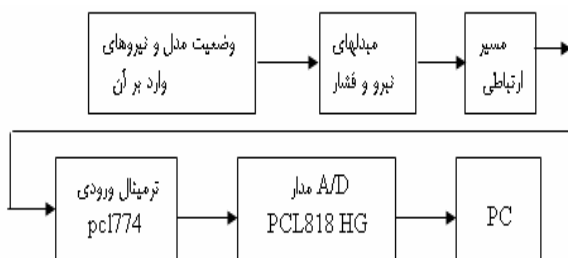 وضعیت مدل و نیروهای
وارد بر آن
مبدلهای
نیرو و فشار
مسیر
ارتباطی
ترمینال ورودی
pcl774
مدار A/D
PCL818 HG
PC